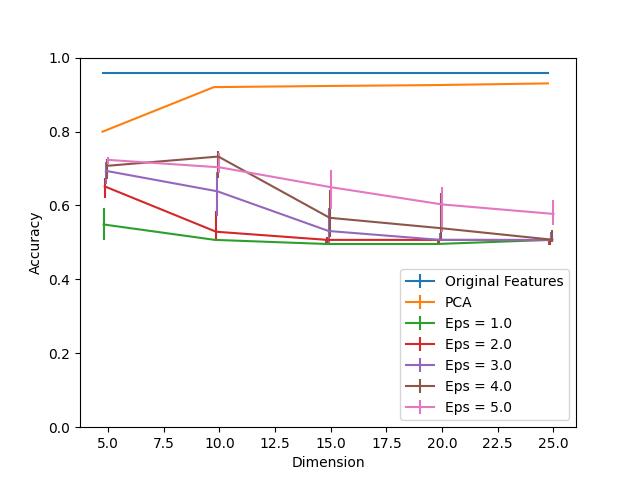 1.0
0.8
0.6
0.4
0.2
0.0
Accuracy
5.0 7.5 10.0 12.5 15.0 17.5 20.0 22.5 25.0
Dimension
Original Features
PCA
Eps = 1.0
Eps = 2.0
Eps = 3.0
Eps = 4.0
Eps = 5.0